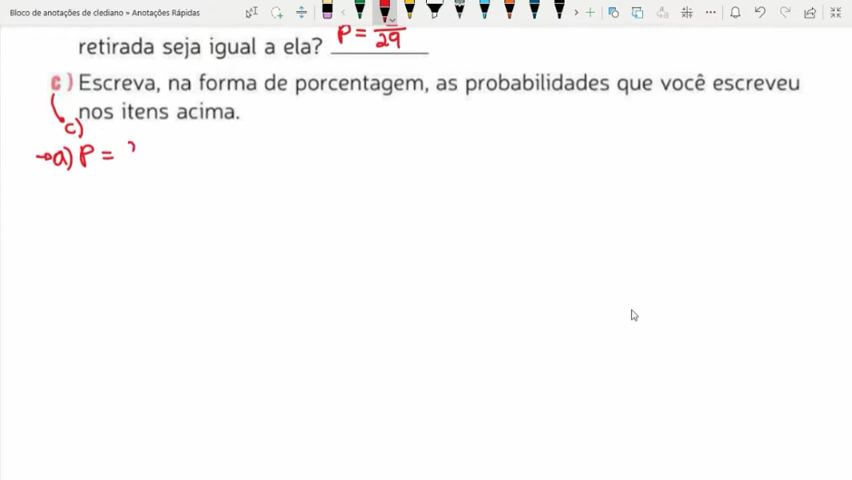 Bloco de anotações de clediano » Anotações Rápidas
retirada seja igual a ela? P = 29
c) Escreva, na forma de porcentagem, as probabilidades que você escreveu
nos itens acima.
c)
→a) P =